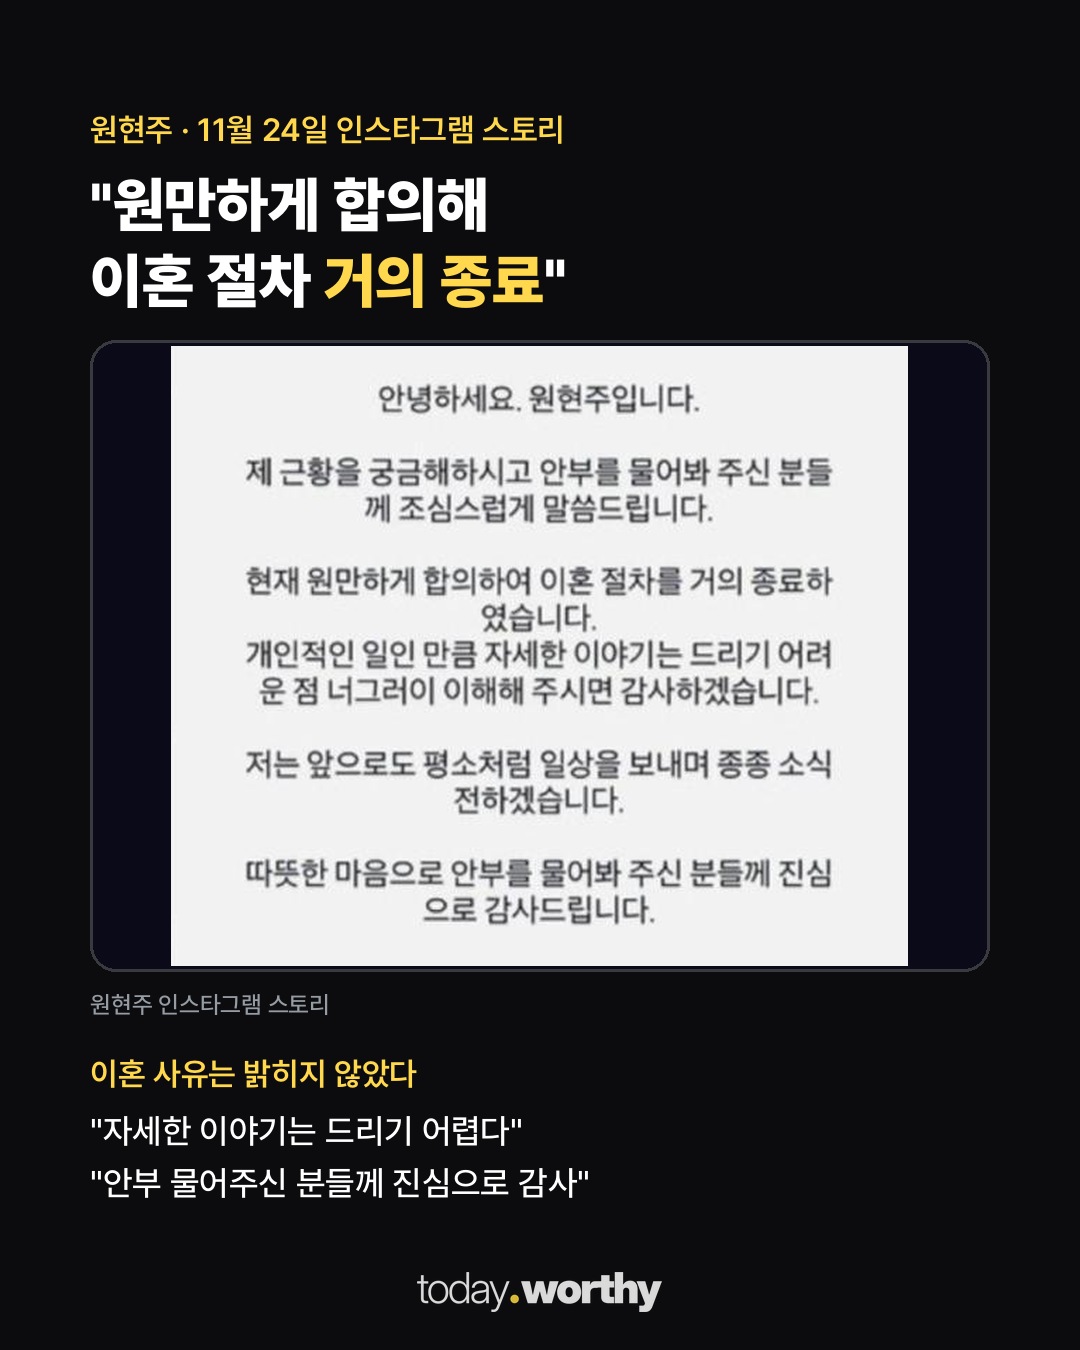 원현주 · 11월 24일 인스타그램 스토리
"원만하게 합의해
이혼 절차 거의 종료"
안녕하세요. 원현주입니다.
제 근황을 궁금해하시고 안부를 물어봐 주신 분들
께 조심스럽게 말씀드립니다.
현재 원만하게 합의하여 이혼 절차를 거의 종료하
였습니다.
개인적인 일인 만큼 자세한 이야기는 드리기 어려
운 점 너그러이 이해해 주시면 감사하겠습니다.
저는 앞으로도 평소처럼 일상을 보내며 종종 소식
전하겠습니다.
따뜻한 마음으로 안부를 물어봐 주신 분들께 진심
으로 감사드립니다.
원현주 인스타그램 스토리
이혼 사유는 밝히지 않았다
"자세한 이야기는 드리기 어렵다"
"안부 물어주신 분들께 진심으로 감사"
today.worthy